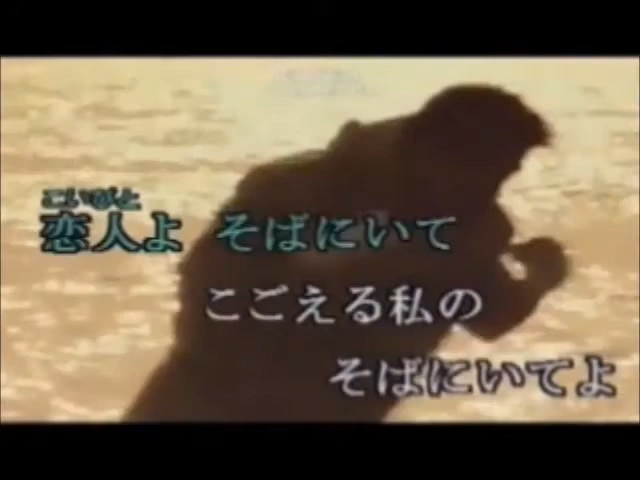 こいびと
恋人よ そばにいて
こごえる私の
そばにいてよ